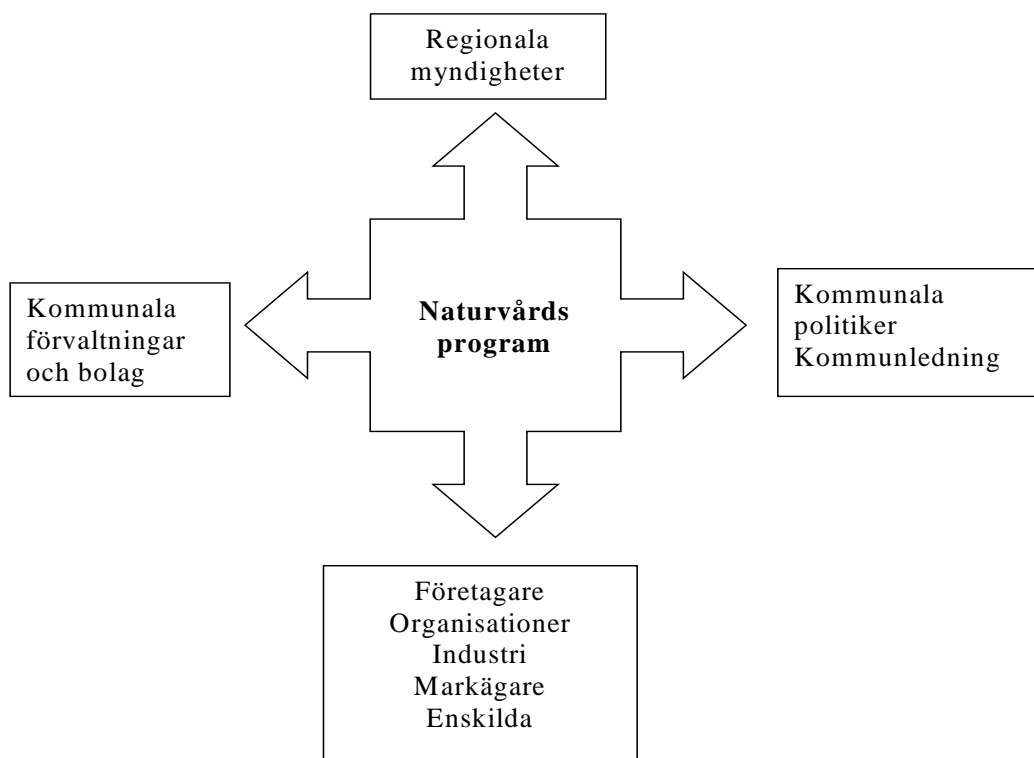 Regionala
myndigheter
Kommunala
förvaltningar
och bolag
Naturvårds
program
Kommunala
politiker
Kommunledning
Företagare
Organisationer
Industri
Markägare
Enskilda